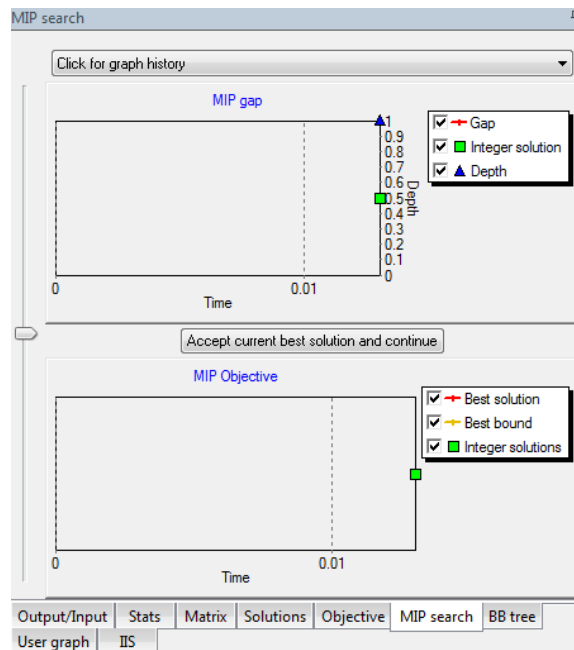 MIP search
Click for graph history
MIP gap
1
0.9
0.8
0.7
0.6
0.5
0.4
0.3
0.2
0.1
0
Depth
0 0.01
Time
Gap
Integer solution
Depth
Accept current best solution and continue
MIP Objective
0 0.01
Time
Best solution
Best bound
Integer solutions
Output/Input Stats Matrix Solutions Objective MIP search BB tree
User graph IIS